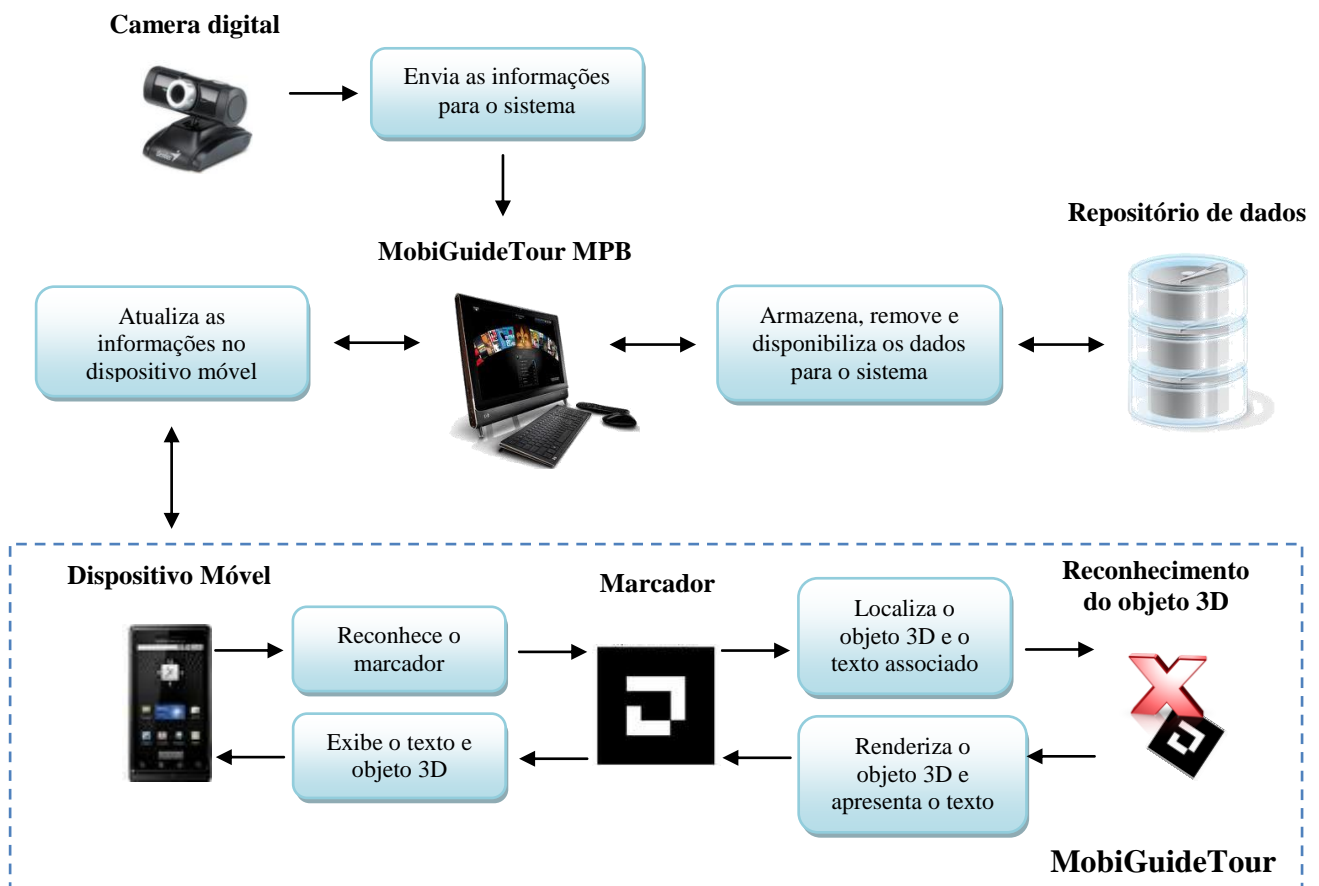 Camera digital
Envia as informações
para o sistema
Repositório de dados
MobiGuideTour MPB
Atualiza as
informações no
dispositivo móvel
Armazena, remove e
disponibiliza os dados
para o sistema
Dispositivo Móvel
Marcador
Reconhecimento
do objeto 3D
Reconhece o
marcador
Localiza o
objeto 3D e o
texto associado
Exibe o texto e
objeto 3D
Renderiza o
objeto 3D e
apresenta o texto
MobiGuideTour